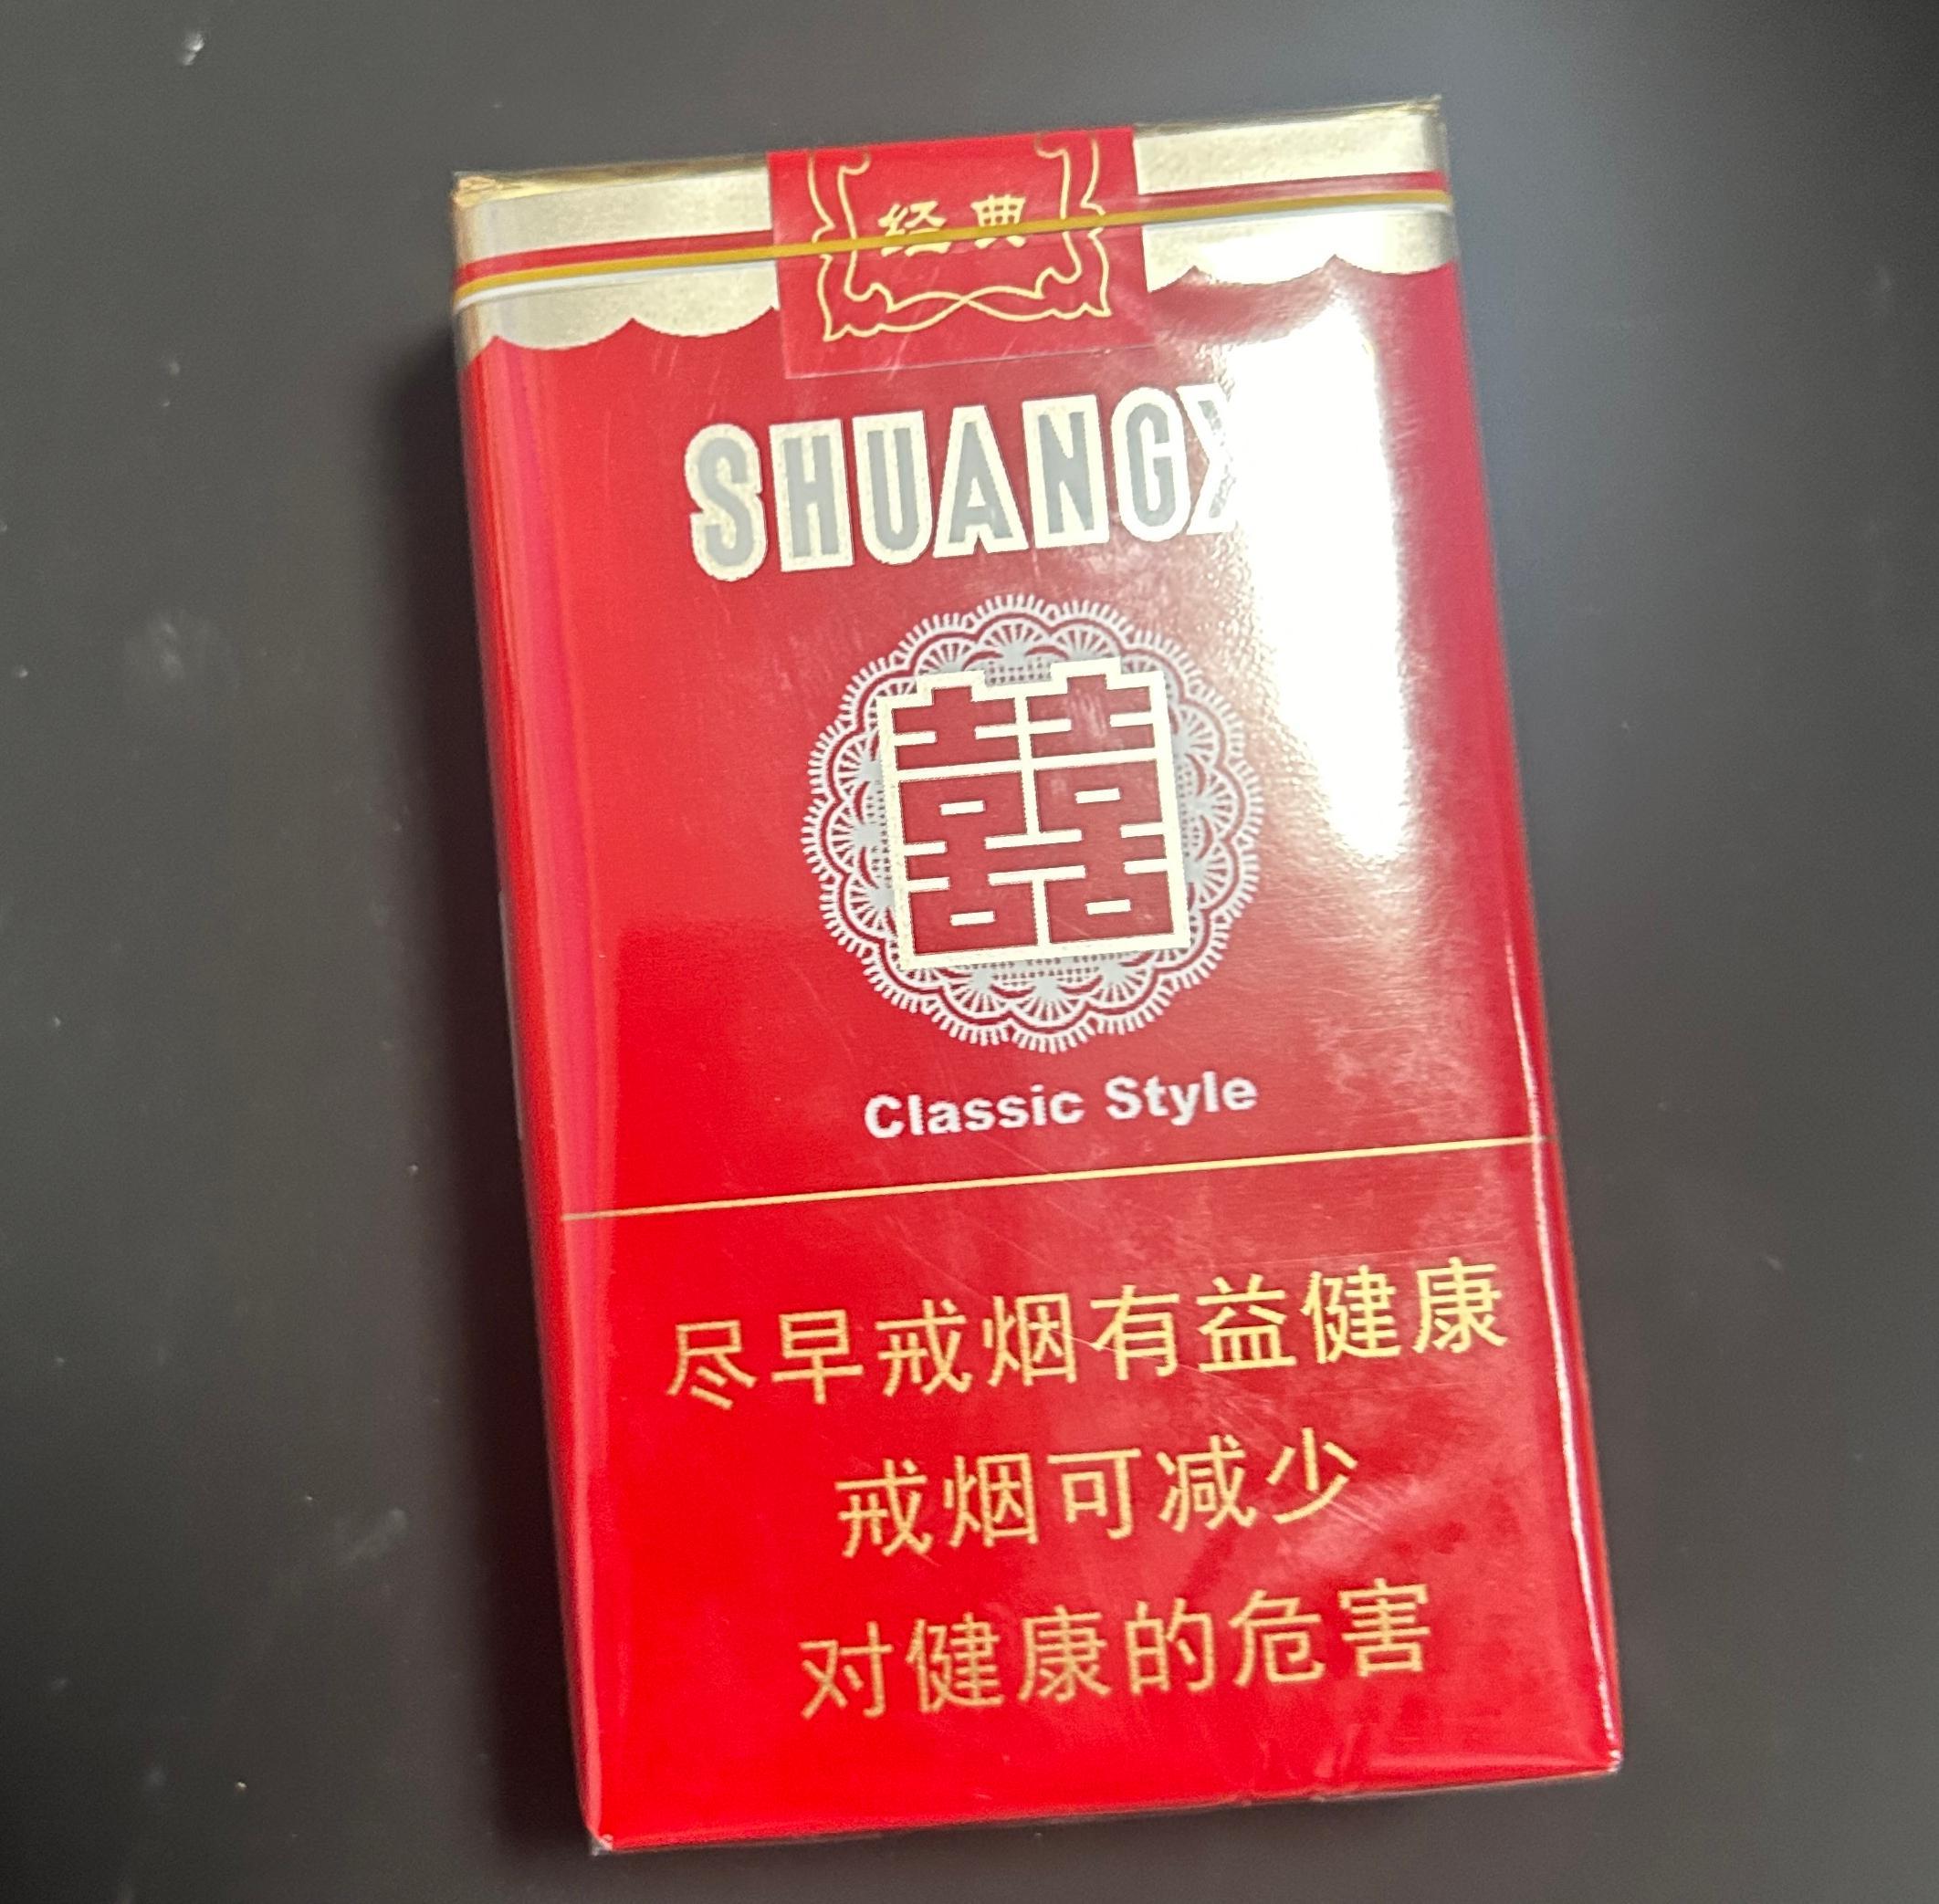 经典
SHUANGX
囍
Classic Style
尽早戒烟有益健康
戒烟可减少
对健康的危害